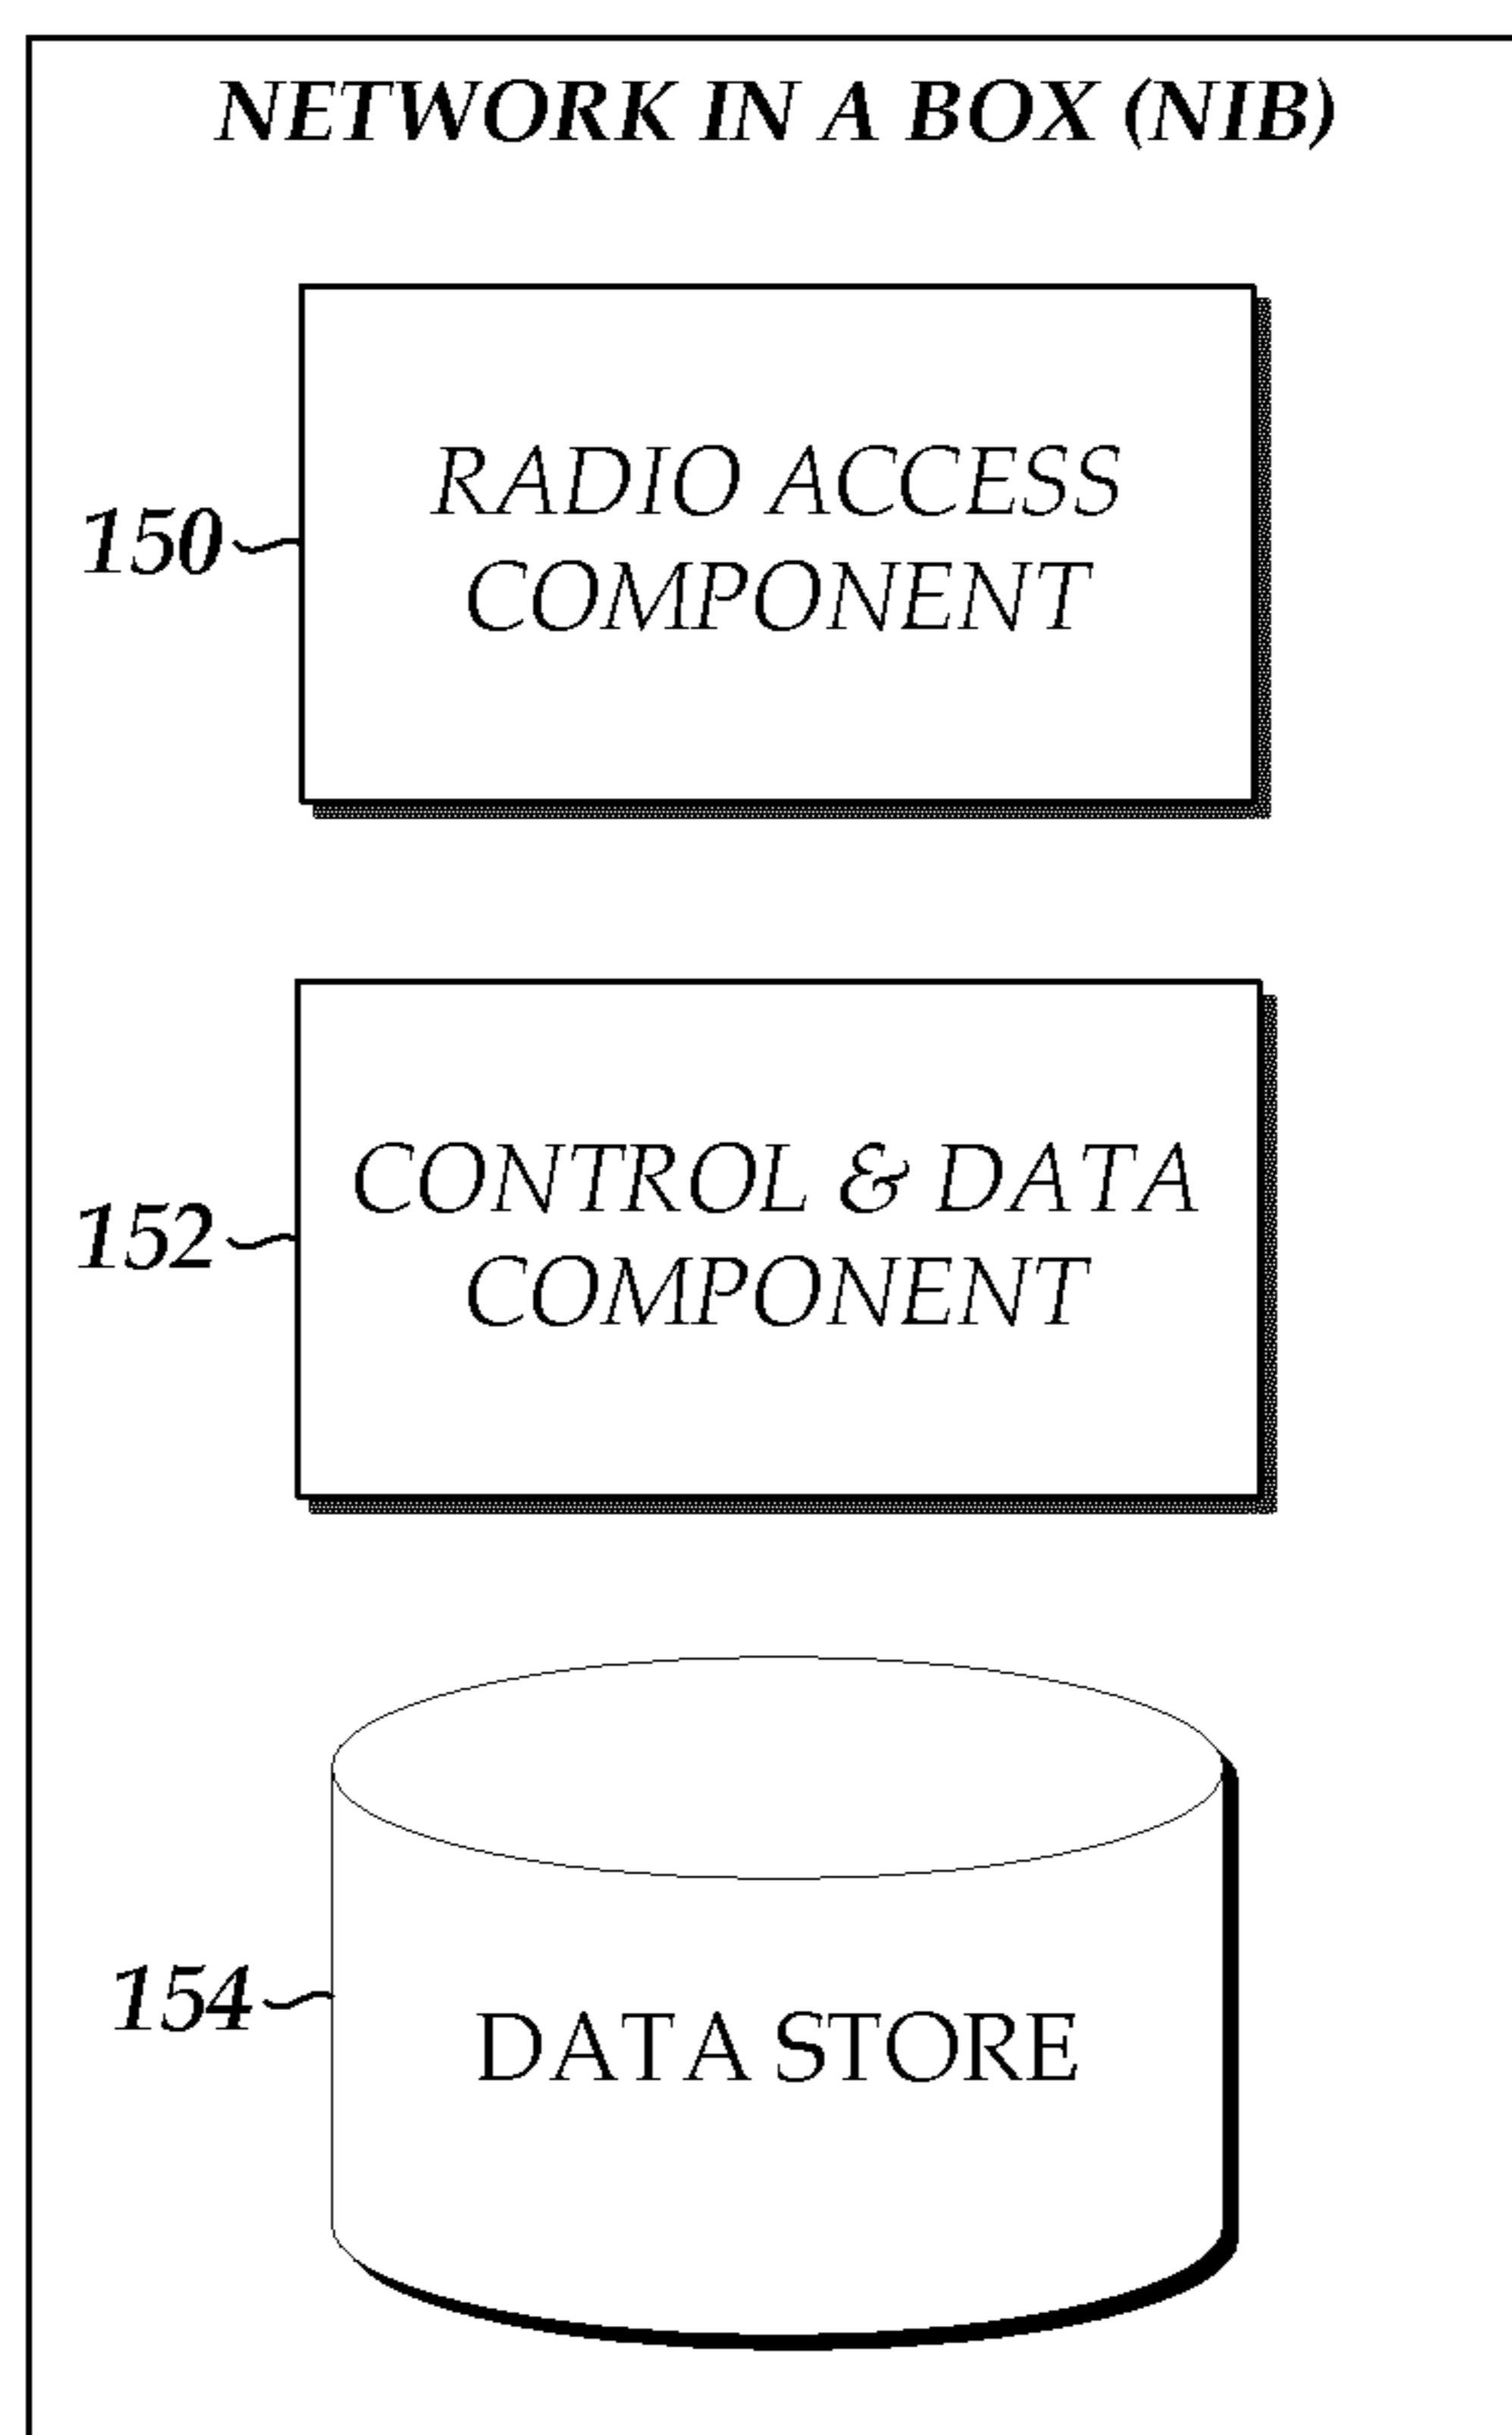 NETWORK IN A BOX (NIB)
RADIO ACCESS
COMPONENT
150
CONTROL & DATA
COMPONENT
152
154
DATA STORE